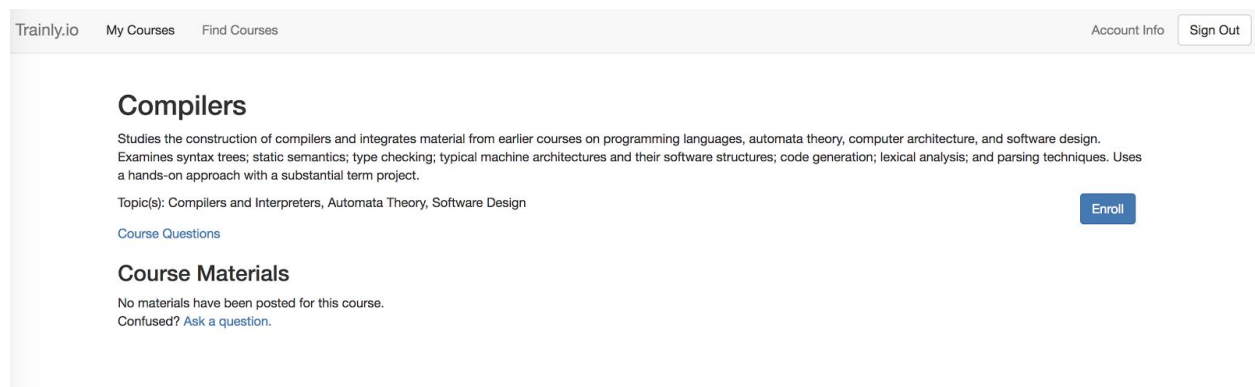 Trainly.io My Courses Find Courses Account Info Sign Out
Compilers
Studies the construction of compilers and integrates material from earlier courses on programming languages, automata theory, computer architecture, and software design.
Examines syntax trees; static semantics; type checking; typical machine architectures and their software structures; code generation; lexical analysis; and parsing techniques. Uses
a hands-on approach with a substantial term project.
Topic(s): Compilers and Interpreters, Automata Theory, Software Design
Enroll
Course Questions
Course Materials
No materials have been posted for this course.
Confused? Ask a question.